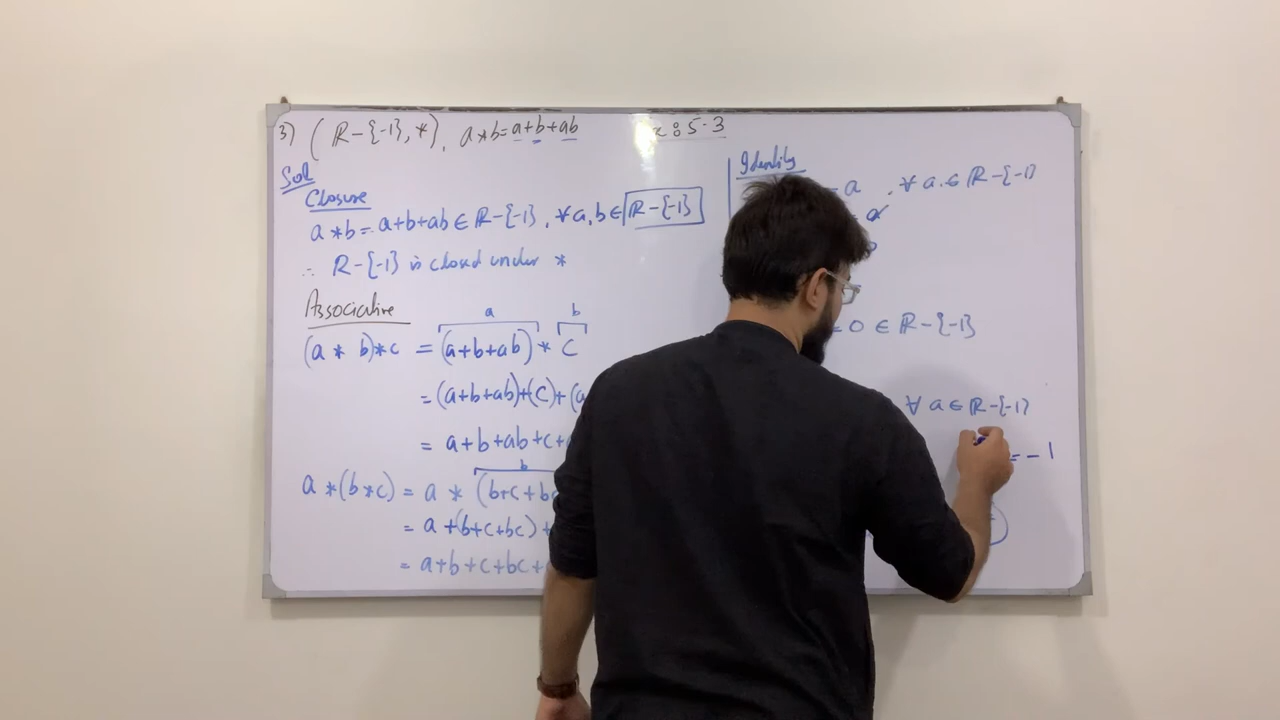 3) (R-{-1}, *), a*b=a+b+ab
: 5.3
Sol
Closure
a*b= a+b+ab ∈ R-{-1}, ∀ a,b ∈ R-{-1}
∴ R-{-1} is closed under *
Associative
a b
(a * b)*c = (a+b+ab) * c
= (a+b+ab)+(c)+(a
= a+b+ab+c+
b
a*(b*c) = a * (b+c+bc
= a +(b+c+bc)+
= a+b+c+bc+
Identity
a , ∀ a ∈ R-{-1}
= a
= 0 ∈ R-{-1}
∀ a ∈ R-{-1}
= -1